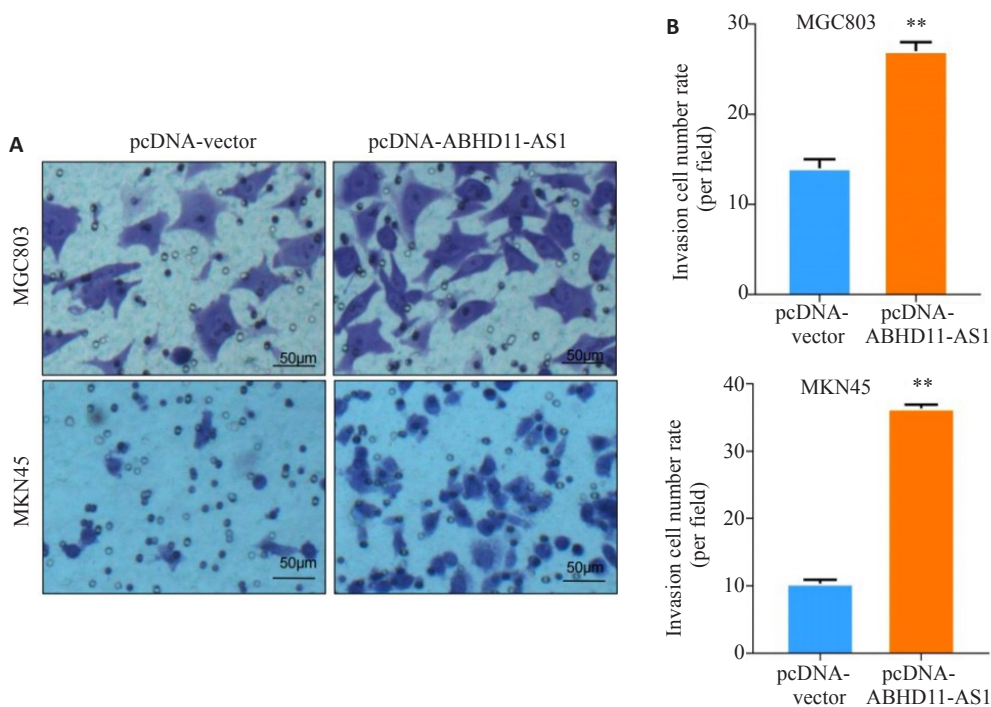 A
pcDNA-vector
pcDNA-ABHD11-AS1
MGC803
50μm
50μm
MKN45
50μm
50μm
B
MGC803
**
Invasion cell number rate
(per field)
30
20
10
0
pcDNA-
vector
pcDNA-
ABHD11-AS1
MKN45
**
Invasion cell number rate
(per field)
40
30
20
10
0
pcDNA-
vector
pcDNA-
ABHD11-AS1